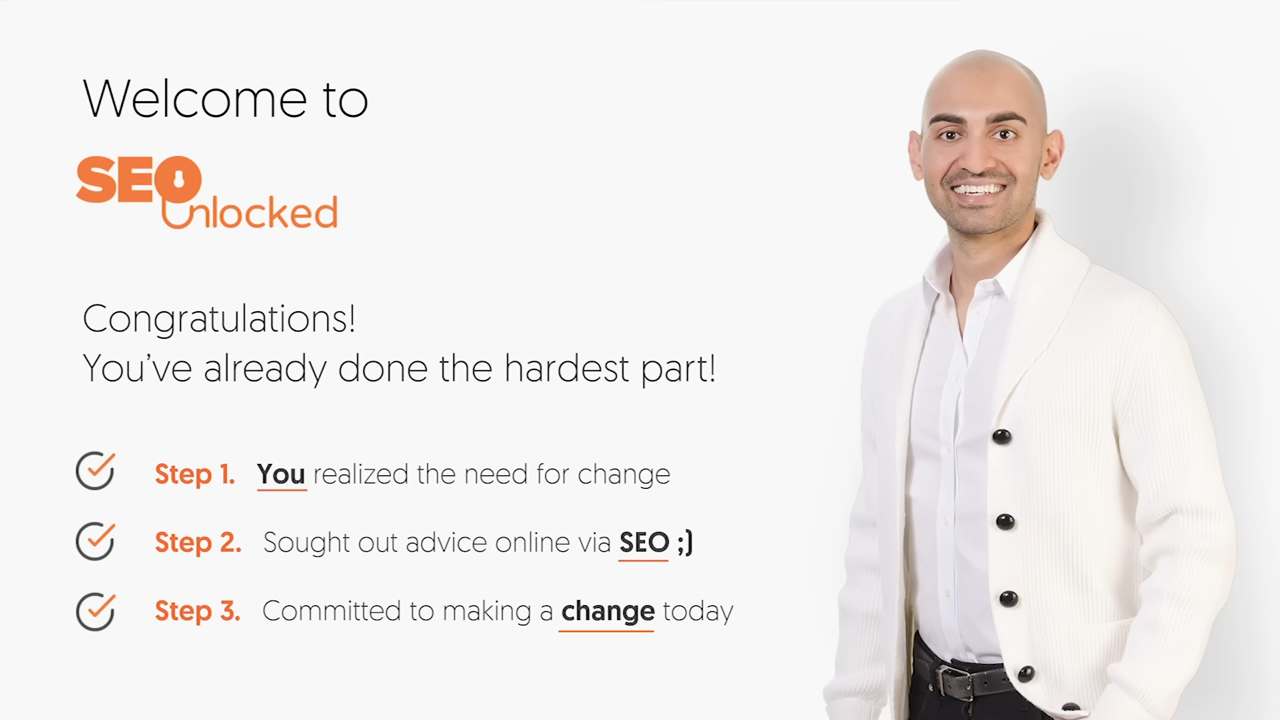 Welcome to
SEO
Unlocked
Congratulations!
You've already done the hardest part!
Step 1. You realized the need for change
Step 2. Sought out advice online via SEO ;)
Step 3. Committed to making a change today